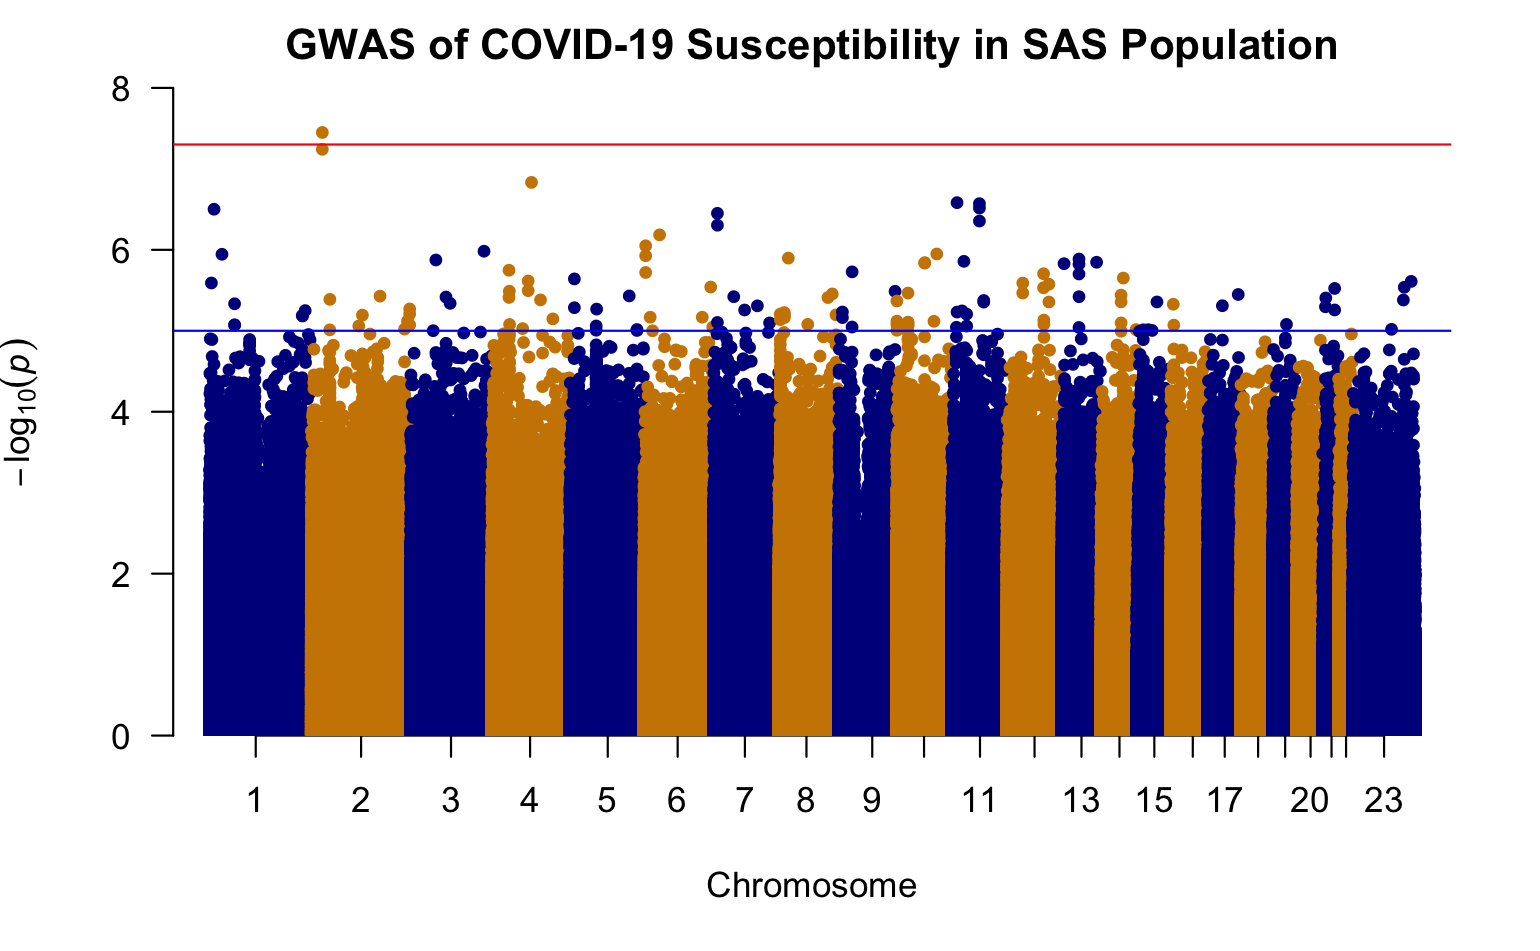 GWAS of COVID-19 Susceptibility in SAS Population
8
6
4
2
0
−log10(p)
1 2 3 4 5 6 7 8 9 11 13 15 17 20 23
Chromosome